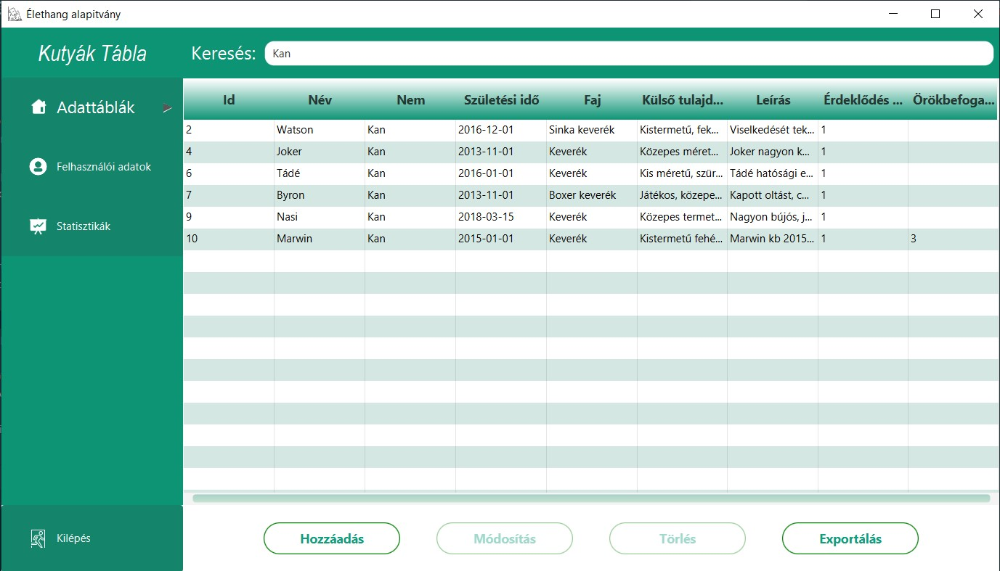 Élethang alapitvány
Kutyák Tábla
Keresés: Kan
Adattáblák
Felhasználói adatok
Statisttikák
Kilépés
Id Név Nem Születési idő Faj Külső tulajd... Leírás Érdeklődés ... Örökbefoga...
2 Watson Kan 2016-12-01 Sinka keverék Kistermetű, fek... Viselkedését tek... 1
4 Joker Kan 2013-11-01 Keverék Közepes méret... Joker nagyon k... 1
6 Tádé Kan 2016-01-01 Keverék Kis méretű, szür... Tádé hatósági e... 1
7 Byron Kan 2013-11-01 Boxer keverék Játékos, közepe... Kapott oltást, c... 1
9 Nasi Kan 2018-03-15 Keverék Közepes termet... Nagyon bújós, j... 1
10 Marwin Kan 2015-01-01 Keverék Kistermetű fehé... Marwin kb 2015... 1 3
Hozzáadás Módosítás Törlés Exportálás